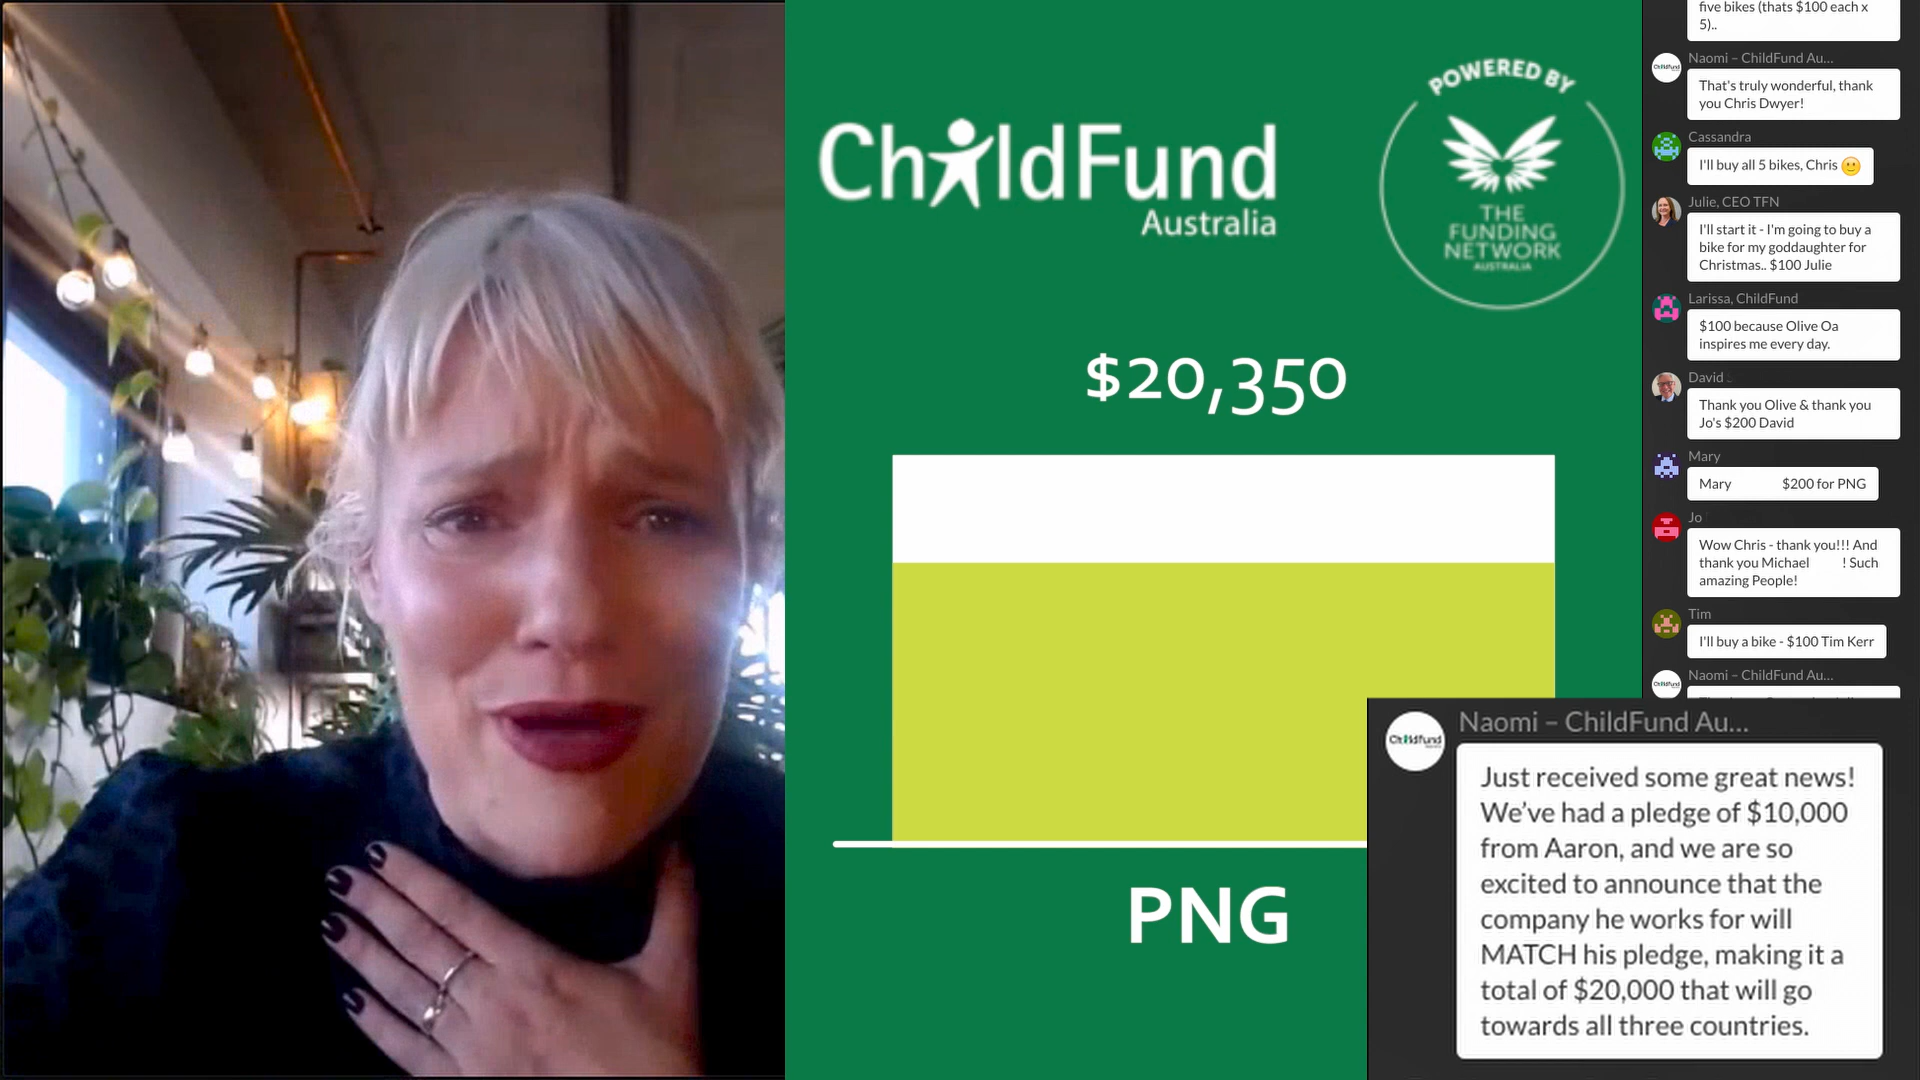 ChildFund
Australia
POWERED BY
THE
FUNDING
NETWORK
AUSTRALIA
$20,350
PNG
five bikes (thats $100 each x
5)..
Naomi – ChildFund Au...
That's truly wonderful, thank
you Chris Dwyer!
Cassandra
I'll buy all 5 bikes, Chris 🙂
Julie, CEO TFN
I'll start it - I'm going to buy a
bike for my goddaughter for
Christmas.. $100 Julie
Larissa, ChildFund
$100 because Olive Oa
inspires me every day.
David
Thank you Olive & thank you
Jo's $200 David
Mary
Mary $200 for PNG
Jo
Wow Chris - thank you!!! And
thank you Michael ! Such
amazing People!
Tim
I'll buy a bike - $100 Tim Kerr
Naomi – ChildFund Au...
ChildFund
Naomi – ChildFund Au...
Just received some great news!
We've had a pledge of $10,000
from Aaron, and we are so
excited to announce that the
company he works for will
MATCH his pledge, making it a
total of $20,000 that will go
towards all three countries.